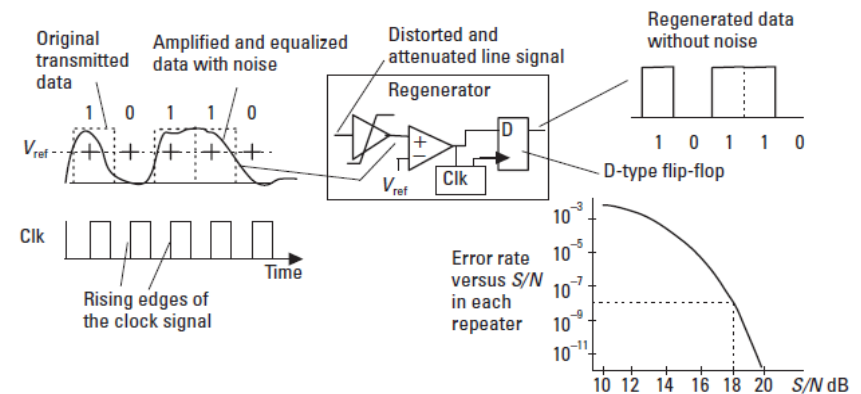 Original
transmitted
data
Amplified and equalized
data with noise
Distorted and
attenuated line signal
Regenerated data
without noise
1 0 1 1 0
Vref
Regenerator
+
−
Vref
Clk
D
1 0 1 1 0
D-type flip-flop
Clk
Time
Rising edges of
the clock signal
Error rate
versus S/N
in each
repeater
10⁻³
10⁻⁵
10⁻⁷
10⁻⁹
10⁻¹¹
10 12 14 16 18 20 S/N dB